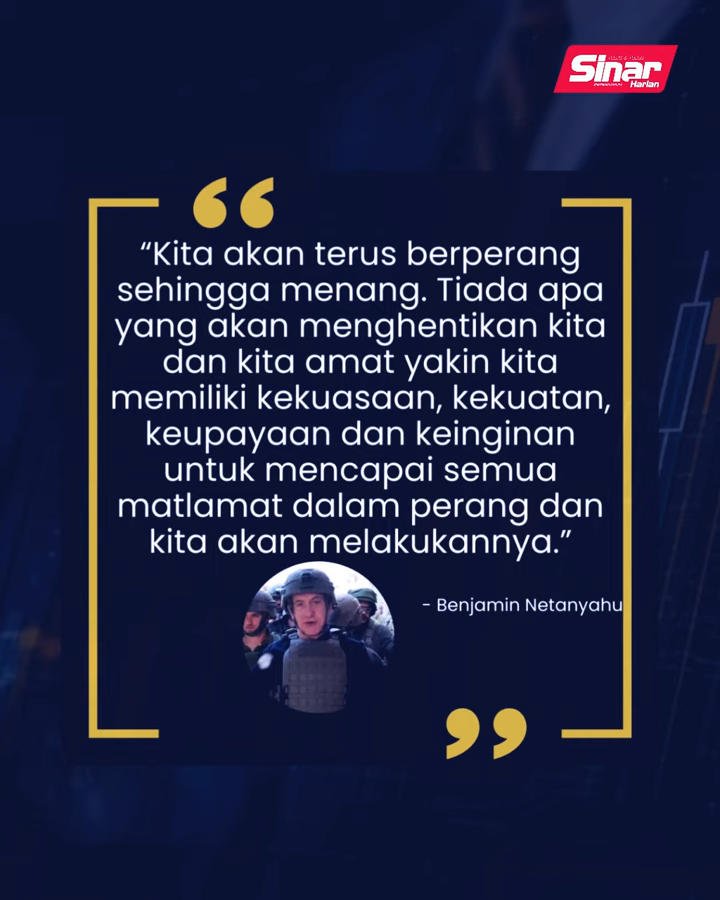 Sinar
Harian
“Kita akan terus berperang
sehingga menang. Tiada apa
yang akan menghentikan kita
dan kita amat yakin kita
memiliki kekuasaan, kekuatan,
keupayaan dan keinginan
untuk mencapai semua
matlamat dalam perang dan
kita akan melakukannya.”
- Benjamin Netanyahu